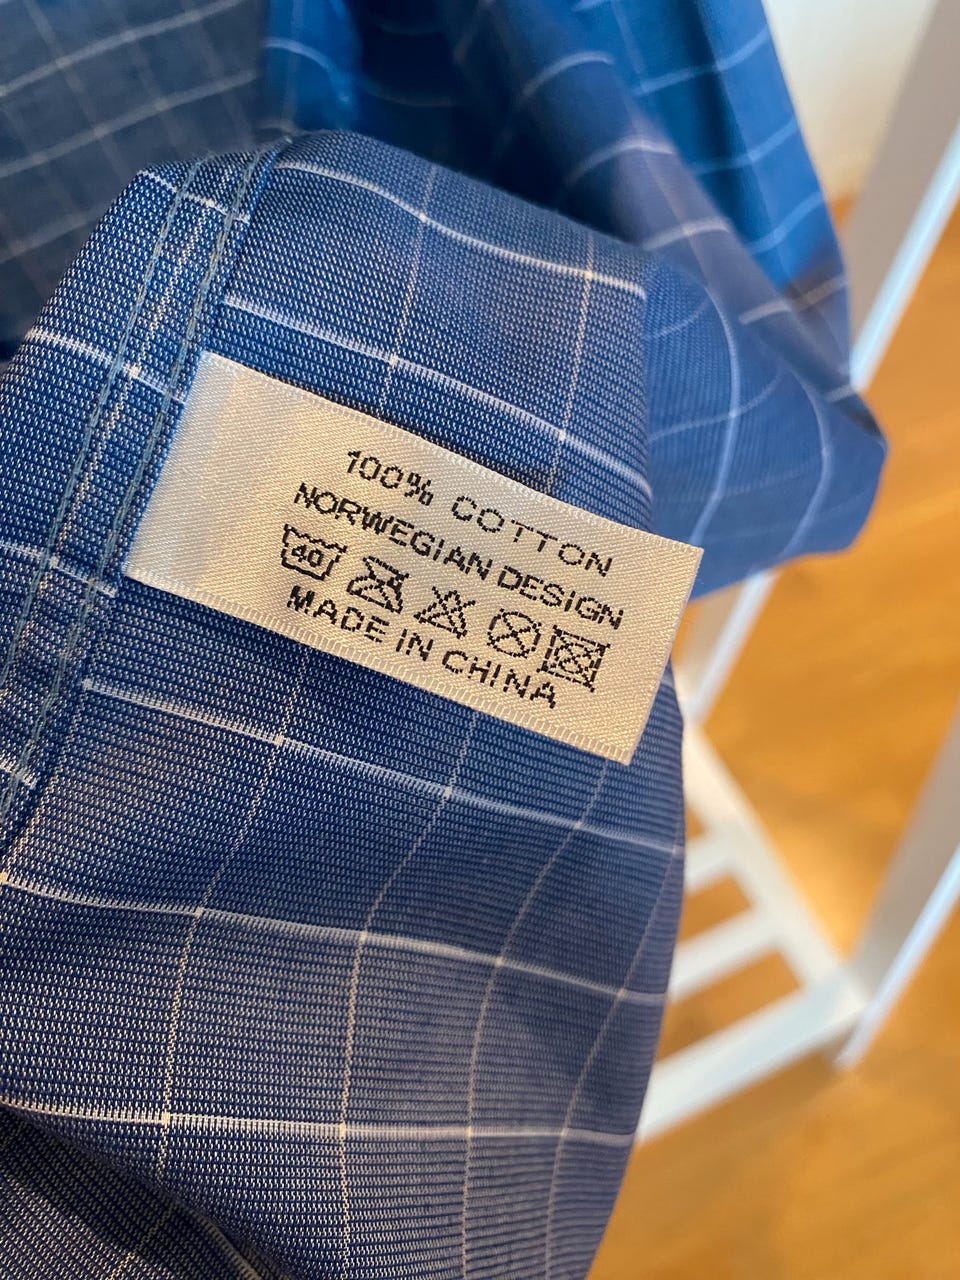 100% COTTON
NORWEGIAN DESIGN
40
MADE IN CHINA